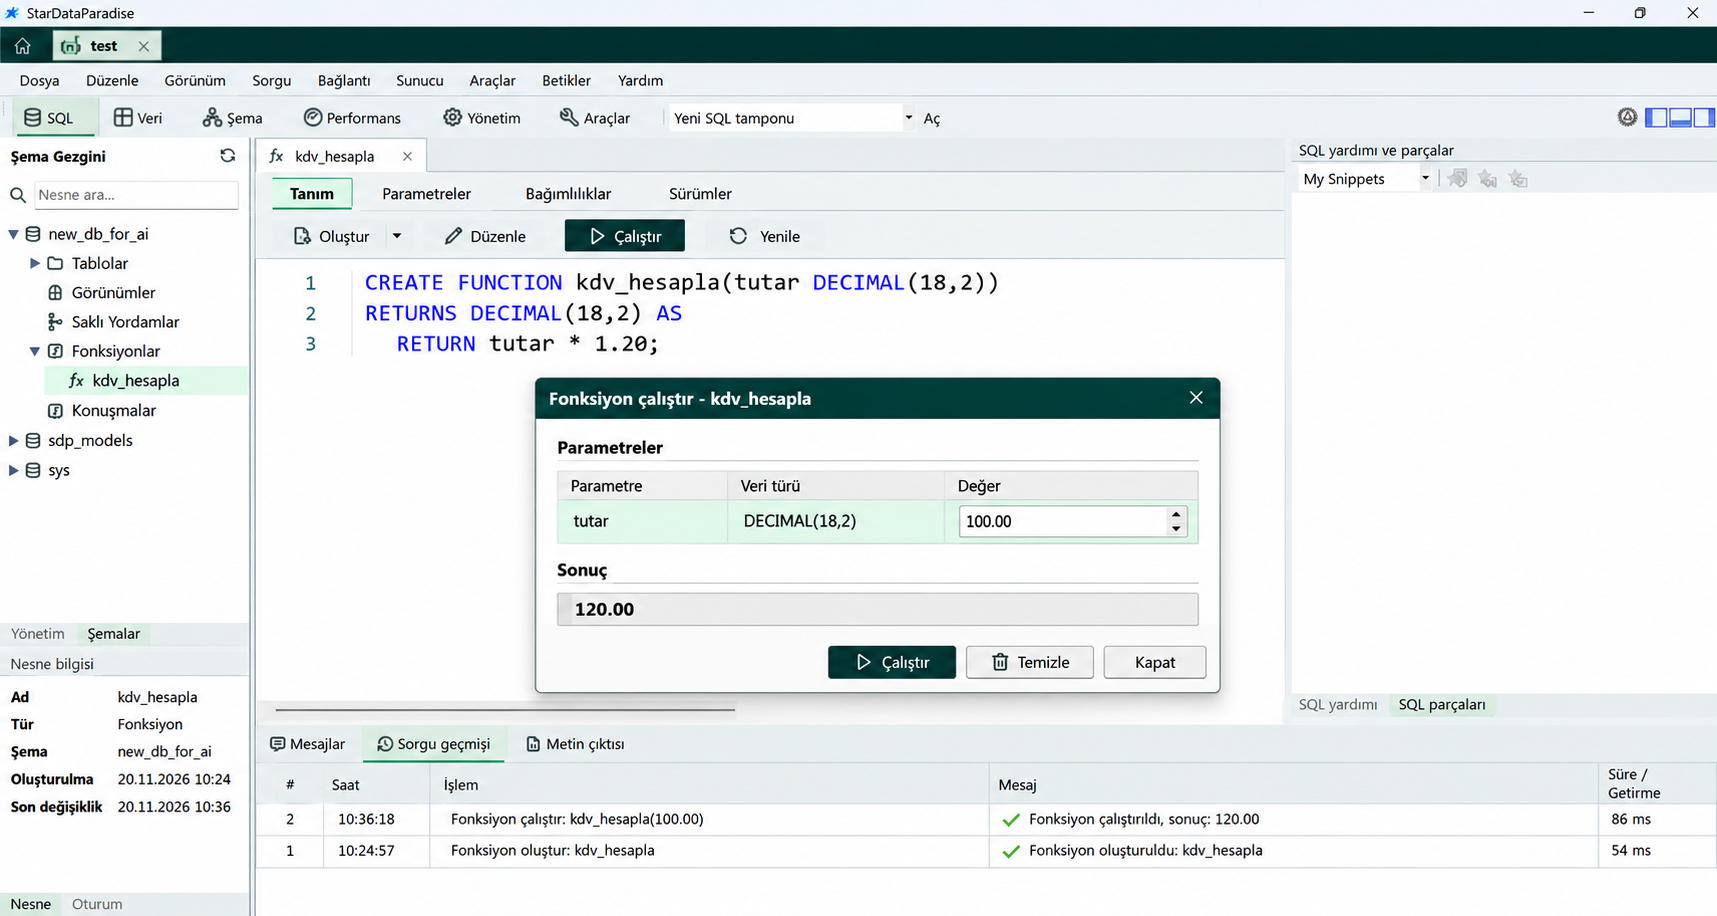 StarDataParadise
test
Dosya Düzenle Görünüm Sorgu Bağlantı Sunucu Araçlar Betikler Yardım
SQL Veri Şema Performans Yönetim Araçlar Yeni SQL tamponu Aç
Şema Gezgini
Nesne ara...
new_db_for_ai
Tablolar
Görünümler
Saklı Yordamlar
Fonksiyonlar
fx kdv_hesapla
Konuşmalar
sdp_models
sys
Yönetim Şemalar
Nesne bilgisi
Ad kdv_hesapla
Tür Fonksiyon
Şema new_db_for_ai
Oluşturulma 20.11.2026 10:24
Son değişiklik 20.11.2026 10:36
Nesne Oturum
fx kdv_hesapla
Tanım Parametreler Bağımlılıklar Sürümler
Oluştur Düzenle Çalıştır Yenile
1 CREATE FUNCTION kdv_hesapla(tutar DECIMAL(18,2))
2 RETURNS DECIMAL(18,2) AS
3 RETURN tutar * 1.20;
Fonksiyon çalıştır - kdv_hesapla
Parametreler
Parametre Veri türü Değer
tutar DECIMAL(18,2) 100.00
Sonuç
120.00
Çalıştır Temizle Kapat
SQL yardımı ve parçalar
My Snippets
SQL yardımı SQL parçaları
Mesajlar Sorgu geçmişi Metin çıktısı
# Saat İşlem Mesaj Süre /
Getirme
2 10:36:18 Fonksiyon çalıştır: kdv_hesapla(100.00) Fonksiyon çalıştırıldı, sonuç: 120.00 86 ms
1 10:24:57 Fonksiyon oluştur: kdv_hesapla Fonksiyon oluşturuldu: kdv_hesapla 54 ms